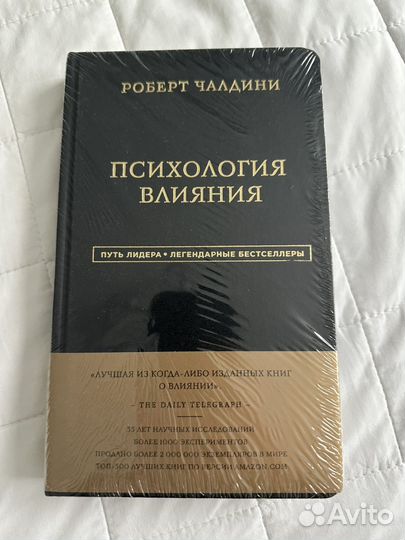 РОБЕРТ ЧАЛДИНИ
ПСИХОЛОГИЯ
ВЛИЯНИЯ
ПУТЬ ЛИДЕРА • ЛЕГЕНДАРНЫЕ БЕСТСЕЛЛЕРЫ
«ЛУЧШАЯ ИЗ КОГДА-ЛИБО ИЗДАННЫХ КНИГ
О ВЛИЯНИИ».
– THE DAILY TELEGRAPH –
35 ЛЕТ НАУЧНЫХ ИССЛЕДОВАНИЙ
БОЛЕЕ 1000 ЭКСПЕРИМЕНТОВ
ПРОДАНО БОЛЕЕ 2 000 000 ЭКЗЕМПЛЯРОВ В МИРЕ
ТОП-500 ЛУЧШИХ КНИГ ПО ВЕРСИИ AMAZON.COM
Avito